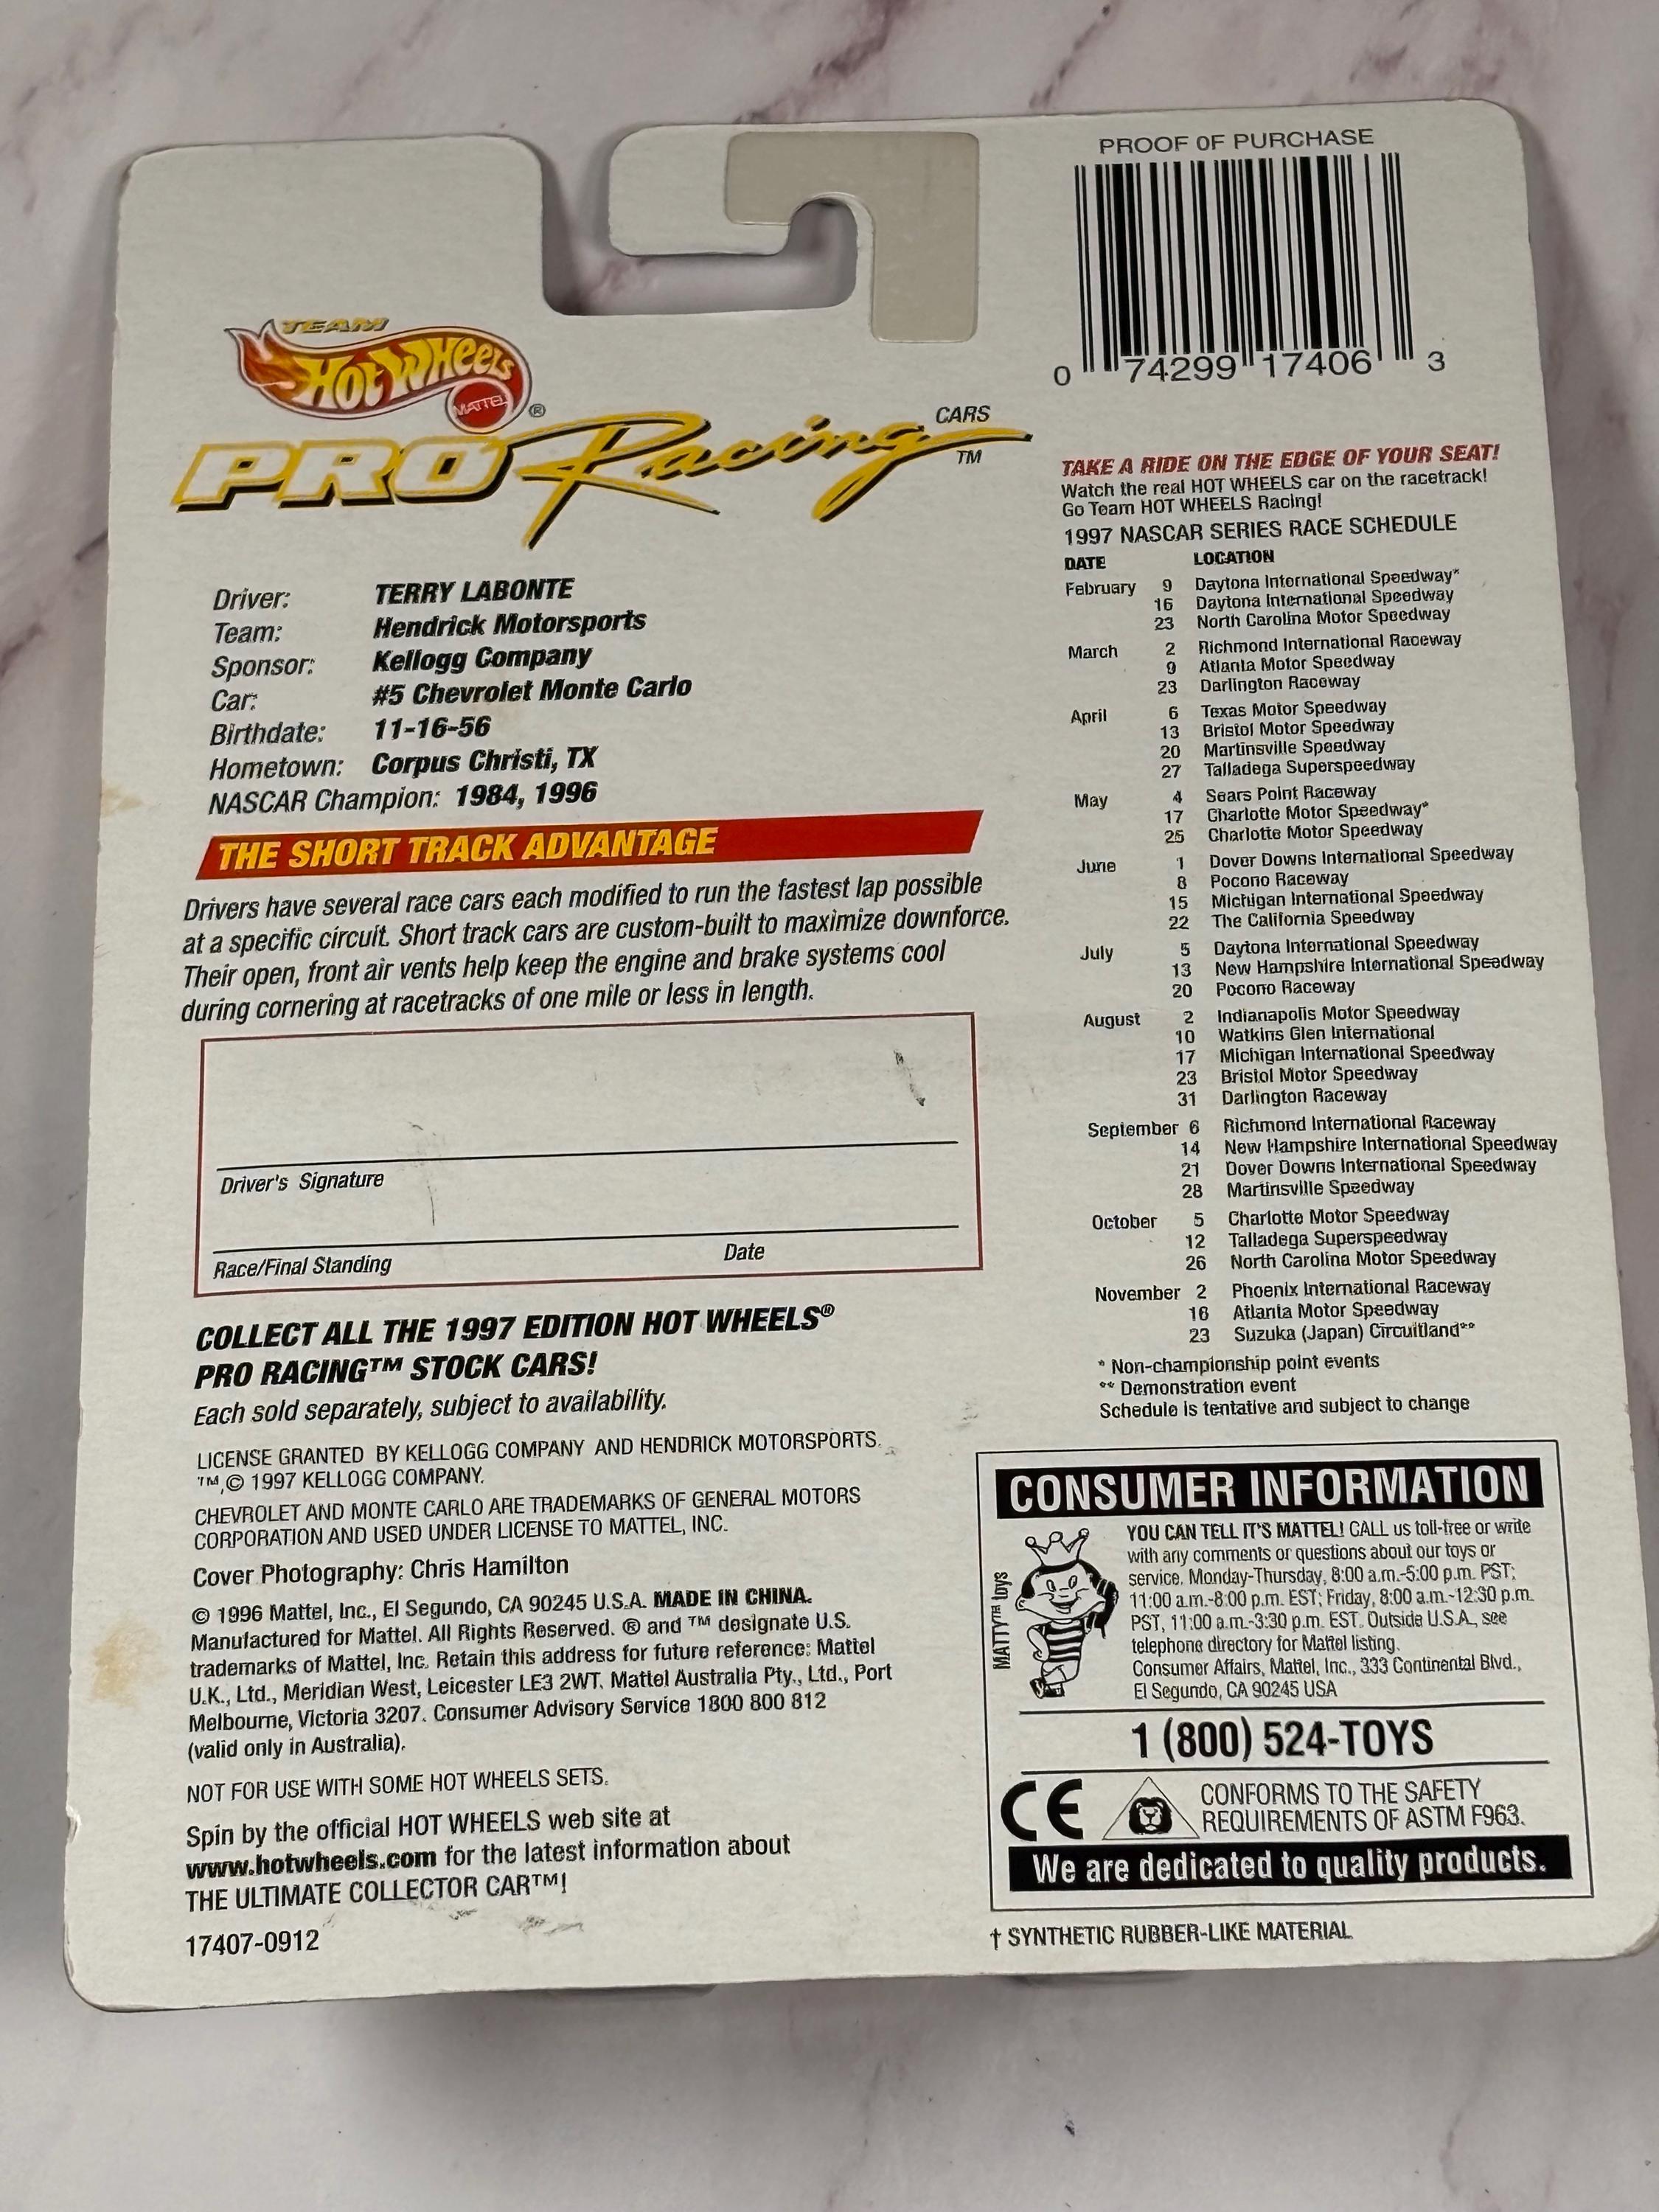 PROOF OF PURCHASE
0 74299 17406 3
TEAM
Hot Wheels
MATTEL
®
PRO Racing CARS
TM
Driver: TERRY LABONTE
Team: Hendrick Motorsports
Sponsor: Kellogg Company
Car: #5 Chevrolet Monte Carlo
Birthdate: 11-16-56
Hometown: Corpus Christi, TX
NASCAR Champion: 1984, 1996
THE SHORT TRACK ADVANTAGE
Drivers have several race cars each modified to run the fastest lap possible
at a specific circuit. Short track cars are custom-built to maximize downforce.
Their open, front air vents help keep the engine and brake systems cool
during cornering at racetracks of one mile or less in length.
Driver's Signature
Race/Final Standing Date
COLLECT ALL THE 1997 EDITION HOT WHEELS®
PRO RACING™ STOCK CARS!
Each sold separately, subject to availability.
LICENSE GRANTED BY KELLOGG COMPANY AND HENDRICK MOTORSPORTS.
™,© 1997 KELLOGG COMPANY.
CHEVROLET AND MONTE CARLO ARE TRADEMARKS OF GENERAL MOTORS
CORPORATION AND USED UNDER LICENSE TO MATTEL, INC.
Cover Photography: Chris Hamilton
© 1996 Mattel, Inc., El Segundo, CA 90245 U.S.A. MADE IN CHINA.
Manufactured for Mattel. All Rights Reserved. ® and ™ designate U.S.
trademarks of Mattel, Inc. Retain this address for future reference: Mattel
U.K., Ltd., Meridian West, Leicester LE3 2WT. Mattel Australia Pty., Ltd., Port
Melbourne, Victoria 3207. Consumer Advisory Service 1800 800 812
(valid only in Australia).
NOT FOR USE WITH SOME HOT WHEELS SETS.
Spin by the official HOT WHEELS web site at
www.hotwheels.com for the latest information about
THE ULTIMATE COLLECTOR CAR™!
17407-0912
TAKE A RIDE ON THE EDGE OF YOUR SEAT!
Watch the real HOT WHEELS car on the racetrack!
Go Team HOT WHEELS Racing!
1997 NASCAR SERIES RACE SCHEDULE
DATE LOCATION
February 9 Daytona International Speedway*
16 Daytona International Speedway
23 North Carolina Motor Speedway
March 2 Richmond International Raceway
9 Atlanta Motor Speedway
23 Darlington Raceway
April 6 Texas Motor Speedway
13 Bristol Motor Speedway
20 Martinsville Speedway
27 Talladega Superspeedway
May 4 Sears Point Raceway
17 Charlotte Motor Speedway*
25 Charlotte Motor Speedway
June 1 Dover Downs International Speedway
8 Pocono Raceway
15 Michigan International Speedway
22 The California Speedway
July 5 Daytona International Speedway
13 New Hampshire International Speedway
20 Pocono Raceway
August 2 Indianapolis Motor Speedway
10 Watkins Glen International
17 Michigan International Speedway
23 Bristol Motor Speedway
31 Darlington Raceway
September 6 Richmond International Raceway
14 New Hampshire International Speedway
21 Dover Downs International Speedway
28 Martinsville Speedway
October 5 Charlotte Motor Speedway
12 Talladega Superspeedway
26 North Carolina Motor Speedway
November 2 Phoenix International Raceway
16 Atlanta Motor Speedway
23 Suzuka (Japan) Circuitland**
* Non-championship point events
** Demonstration event
Schedule is tentative and subject to change
CONSUMER INFORMATION
MATTY™ toys
YOU CAN TELL IT'S MATTEL! CALL us toll-free or write
with any comments or questions about our toys or
service. Monday-Thursday, 8:00 a.m.-5:00 p.m. PST;
11:00 a.m.-8:00 p.m. EST; Friday, 8:00 a.m.-12:30 p.m.
PST, 11:00 a.m.-3:30 p.m. EST. Outside U.S.A., see
telephone directory for Mattel listing.
Consumer Affairs, Mattel, Inc., 333 Continental Blvd.,
El Segundo, CA 90245 USA
1 (800) 524-TOYS
CE
CONFORMS TO THE SAFETY
REQUIREMENTS OF ASTM F963.
We are dedicated to quality products.
† SYNTHETIC RUBBER-LIKE MATERIAL